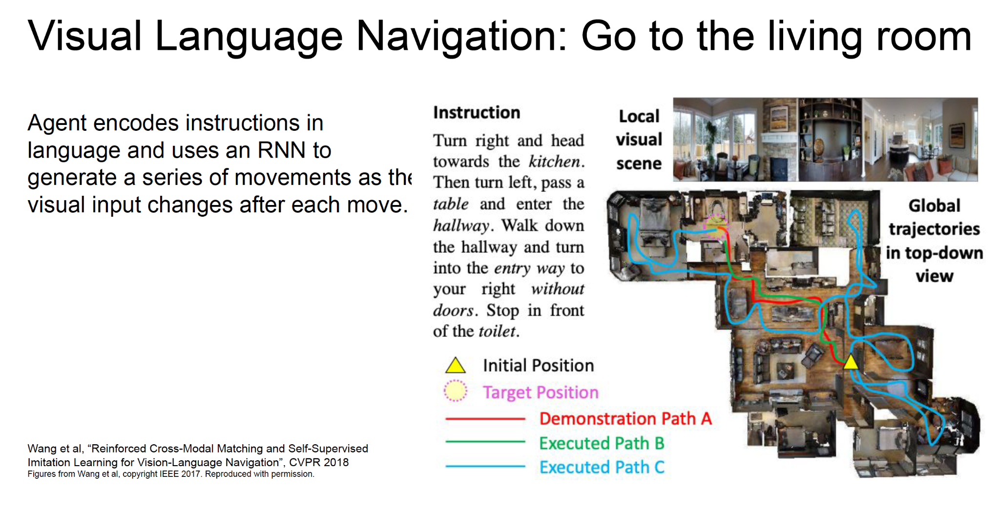 Visual Language Navigation: Go to the living room
Agent encodes instructions in
language and uses an RNN to
generate a series of movements as the
visual input changes after each move.
Wang et al, “Reinforced Cross-Modal Matching and Self-Supervised
Imitation Learning for Vision-Language Navigation”, CVPR 2018
Figures from Wang et al, copyright IEEE 2017. Reproduced with permission.
Instruction
Turn right and head
towards the kitchen.
Then turn left, pass a
table and enter the
hallway. Walk down
the hallway and turn
into the entry way to
your right without
doors. Stop in front
of the toilet.
Initial Position
Target Position
Demonstration Path A
Executed Path B
Executed Path C
Local
visual
scene
Global
trajectories
in top-down
view